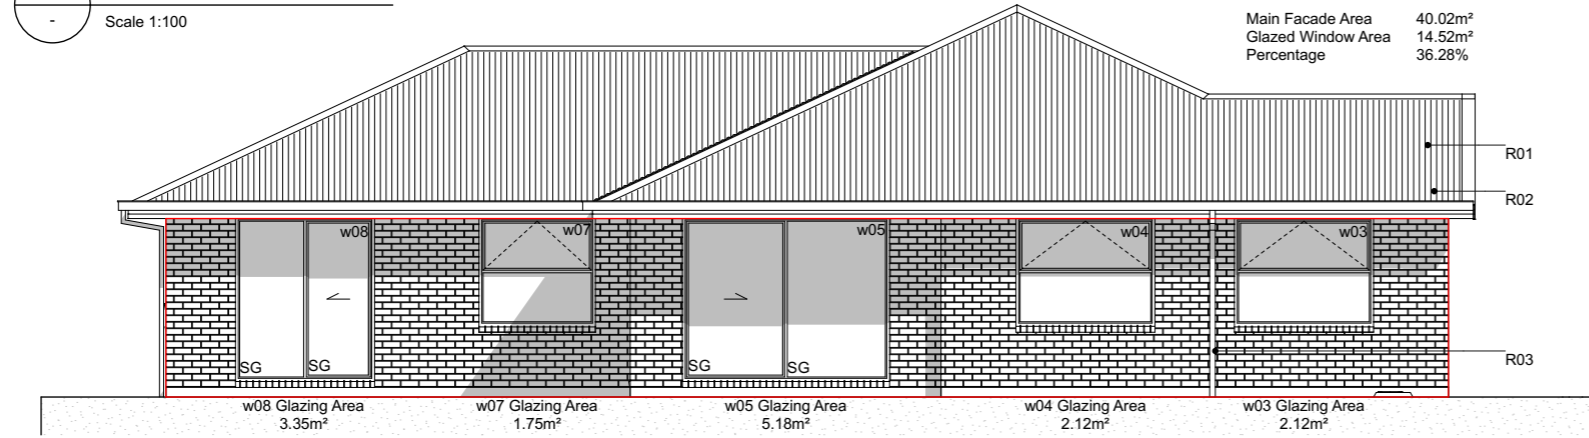 -
Scale 1:100
Main Facade Area 40.02m²
Glazed Window Area 14.52m²
Percentage 36.28%
R01
R02
w08
w07
w05
w04
w03
SG
SG
SG
SG
R03
w08 Glazing Area
3.35m²
w07 Glazing Area
1.75m²
w05 Glazing Area
5.18m²
w04 Glazing Area
2.12m²
w03 Glazing Area
2.12m²